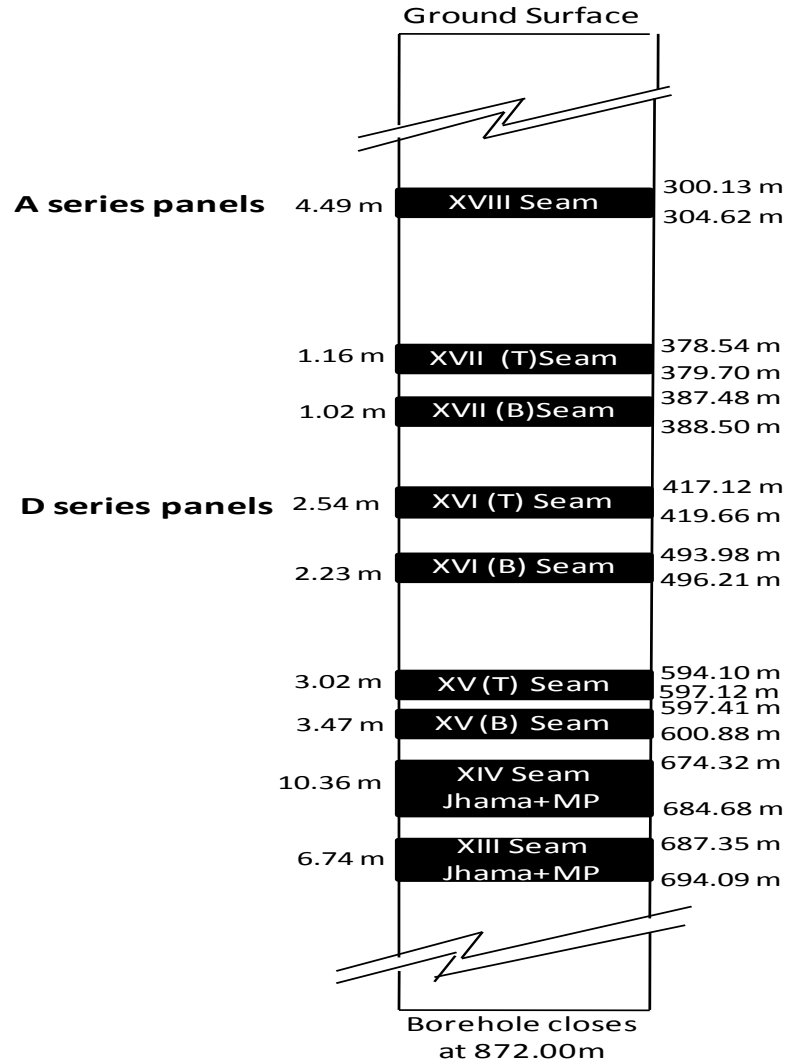 Ground Surface
A series panels 4.49 m XVIII Seam 300.13 m
304.62 m
1.16 m XVII (T)Seam 378.54 m
379.70 m
1.02 m XVII (B)Seam 387.48 m
388.50 m
D series panels 2.54 m XVI (T) Seam 417.12 m
419.66 m
2.23 m XVI (B) Seam 493.98 m
496.21 m
3.02 m XV (T) Seam 594.10 m
597.12 m
597.41 m
3.47 m XV (B) Seam 600.88 m
10.36 m XIV Seam 674.32 m
Jhama+MP 684.68 m
6.74 m XIII Seam 687.35 m
Jhama+MP 694.09 m
Borehole closes
at 872.00m